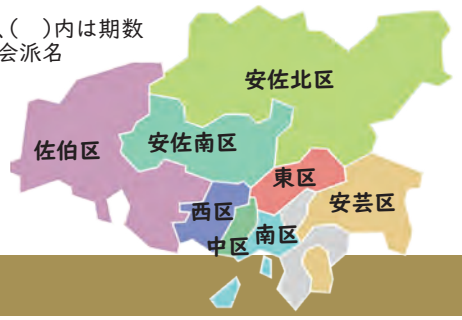 、( )内は期数
会派名
安佐北区
佐伯区
安佐南区
東区
安芸区
西区
中区
南区